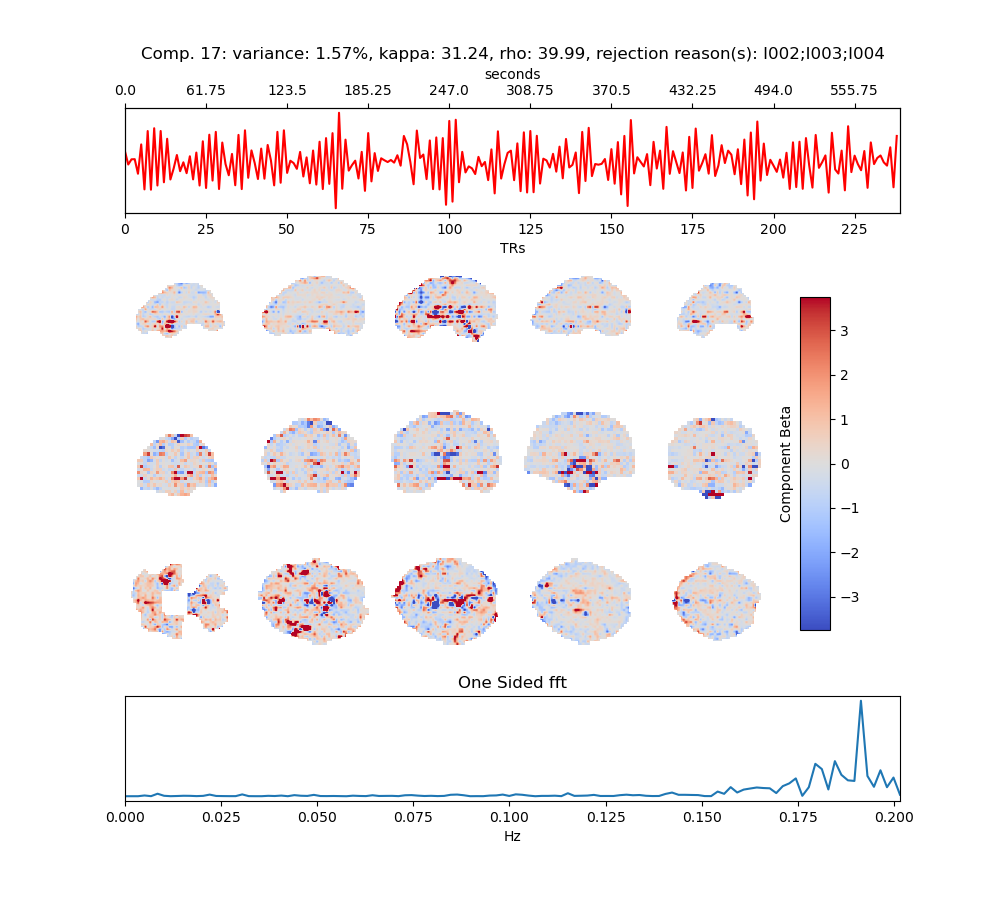 Comp. 17: variance: 1.57%, kappa: 31.24, rho: 39.99, rejection reason(s): I002;I003;I004
seconds
0.0 61.75 123.5 185.25 247.0 308.75 370.5 432.25 494.0 555.75
0 25 50 75 100 125 150 175 200 225
TRs
3
2
1
0
−1
−2
−3
Component Beta
One Sided fft
0.000 0.025 0.050 0.075 0.100 0.125 0.150 0.175 0.200
Hz